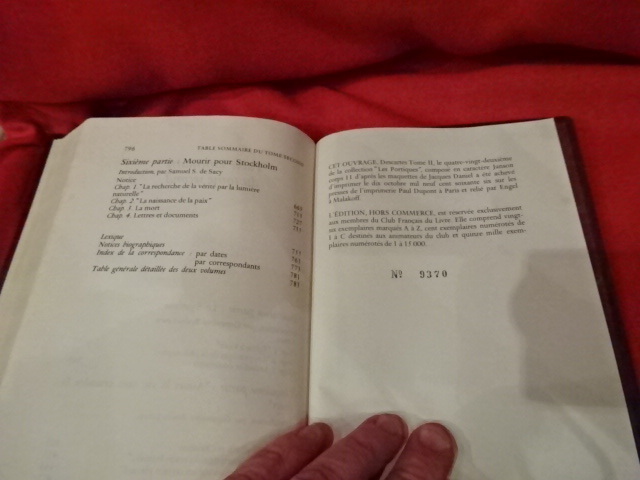 798 TABLE SOMMAIRE DU TOME SECOND
Sixième partie : Mourir pour Stockholm
Introduction, par Samuel S. de Sacy
Notice
Chap. 1 "La recherche de la vérité par la lumière
naturelle"
Chap. 2 "La naissance de la paix"
Chap. 3. La mort
Chap. 4. Lettres et documents
Lexique
Notices biographiques
Index de la correspondance : par dates
par correspondants
Table générale détaillée des deux volumes
CET OUVRAGE, Descartes Tome II, le quatre-vingt-deuxième
de la collection "Les Portiques", composé en caractère Janson
corps 11 d'après les maquettes de Jacques Daniel a été achevé
d'imprimer le dix octobre mil neuf cent soixante six sur les
presses de l'imprimerie Paul Dupont à Paris et relié par Engel
à Malakoff.
L'ÉDITION, HORS COMMERCE, est réservée exclusivement
aux membres du Club Français du Livre. Elle comprend vingt-
six exemplaires marqués A à Z, cent exemplaires numérotés de
I à C destinés aux animateurs du club et quinze mille exem-
plaires numérotés de 1 à 15 000.
Nº 9370